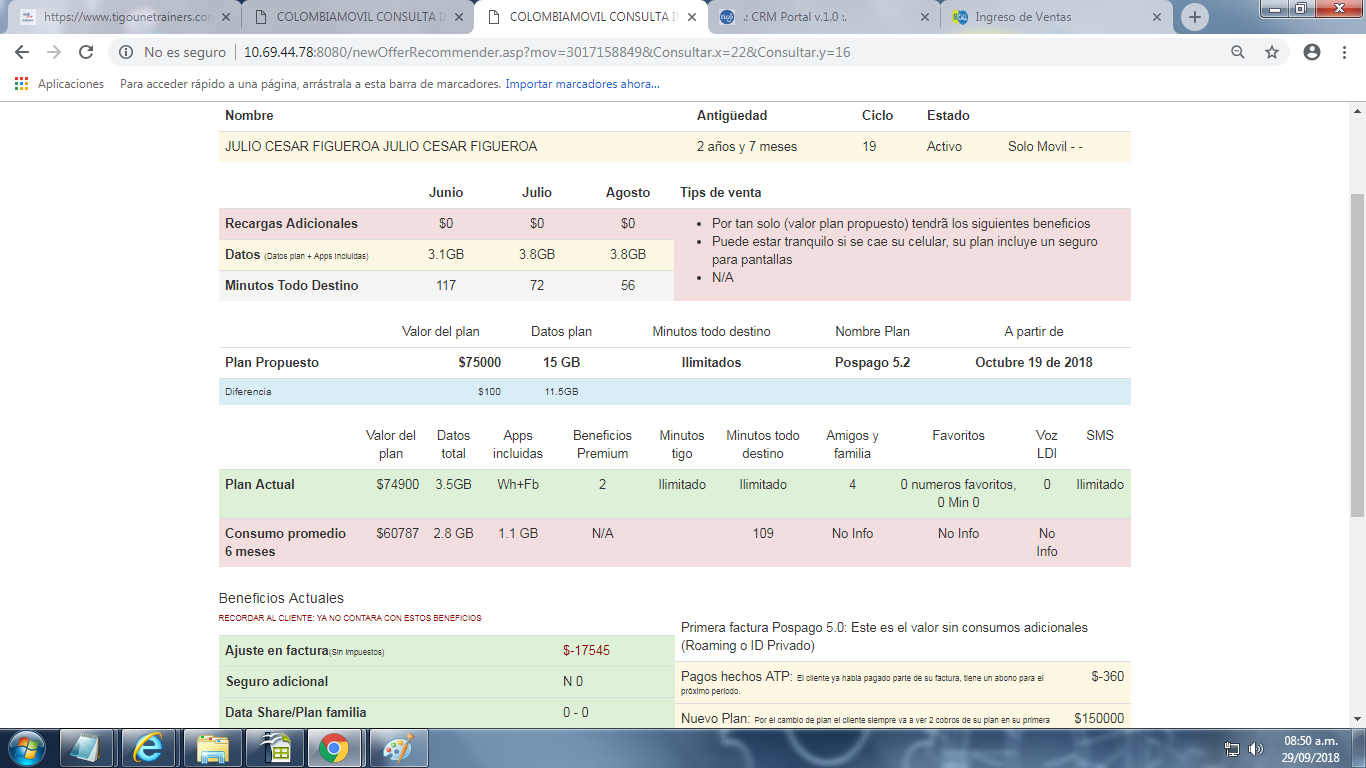 https://www.tigounetrainers.con
COLOMBIAMOVIL CONSULTA I
COLOMBIAMOVIL CONSULTA I
.: CRM Portal v.1.0 :.
Ingreso de Ventas
No es seguro
10.69.44.78:8080/newOfferRecommender.asp?mov=3017158849&Consultar.x=22&Consultar.y=16
Aplicaciones Para acceder rápido a una página, arrástrala a esta barra de marcadores. Importar marcadores ahora...
Nombre Antigüedad Ciclo Estado
JULIO CESAR FIGUEROA JULIO CESAR FIGUEROA 2 años y 7 meses 19 Activo Solo Movil - -
Junio Julio Agosto Tips de venta
Recargas Adicionales $0 $0 $0
Datos (Datos plan + Apps incluidas) 3.1GB 3.8GB 3.8GB
Minutos Todo Destino 117 72 56
• Por tan solo (valor plan propuesto) tendrã los siguientes beneficios
• Puede estar tranquilo si se cae su celular, su plan incluye un seguro
para pantallas
• N/A
Valor del plan Datos plan Minutos todo destino Nombre Plan A partir de
Plan Propuesto $75000 15 GB Ilimitados Pospago 5.2 Octubre 19 de 2018
Diferencia $100 11.5GB
Valor del plan Datos total Apps incluidas Beneficios Premium Minutos tigo Minutos todo destino Amigos y familia Favoritos Voz LDI SMS
Plan Actual $74900 3.5GB Wh+Fb 2 Ilimitado Ilimitado 4 0 numeros favoritos, 0 Min 0 0 Ilimitado
Consumo promedio 6 meses $60787 2.8 GB 1.1 GB N/A 109 No Info No Info No Info
Beneficios Actuales
RECORDAR AL CLIENTE: YA NO CONTARA CON ESTOS BENEFICIOS
Ajuste en factura(Sin impuestos) $-17545
Seguro adicional N 0
Data Share/Plan familia 0 - 0
Primera factura Pospago 5.0: Este es el valor sin consumos adicionales
(Roaming o ID Privado)
Pagos hechos ATP: El cliente ya habia pagado parte de su factura, tiene un abono para el $-360
próximo periodo.
Nuevo Plan: Por el cambio de plan el cliente siempre va a ver 2 cobros de su plan en su primera $150000
08:50 a.m.
29/09/2018